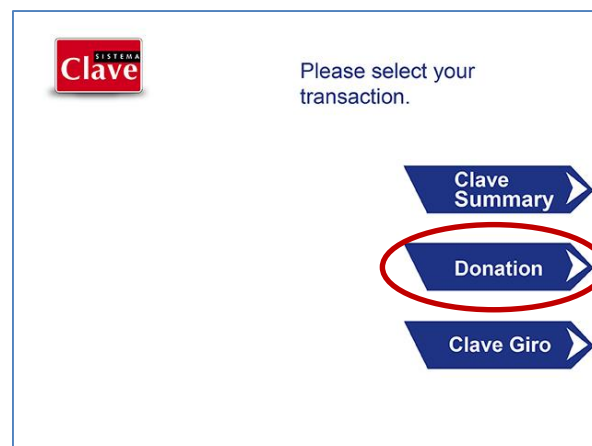 SISTEMA
Clave
Please select your
transaction.
Clave
Summary
Donation
Clave Giro